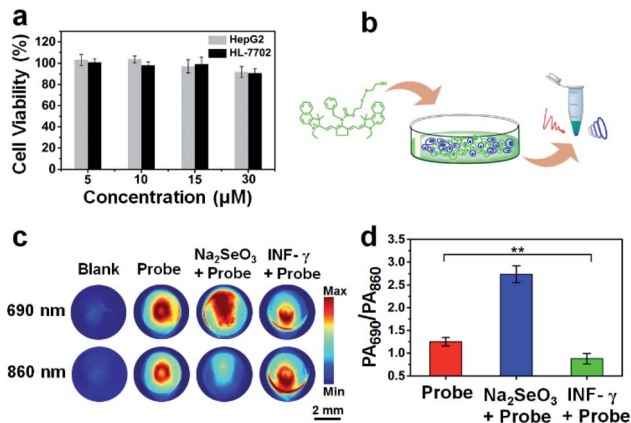 a
Cell Viability (%)
120
100
80
60
40
20
0
HepG2
HL-7702
5 10 15 30
Concentration (µM)
b
OH
c
Blank Probe Na₂SeO₃ + Probe INF- γ + Probe
690 nm
860 nm
Max
Min
2 mm
d
PA₆₉₀/PA₈₆₀
3.5
3.0
2.5
2.0
1.5
1.0
0.5
**
Probe Na₂SeO₃ + Probe INF- γ + Probe